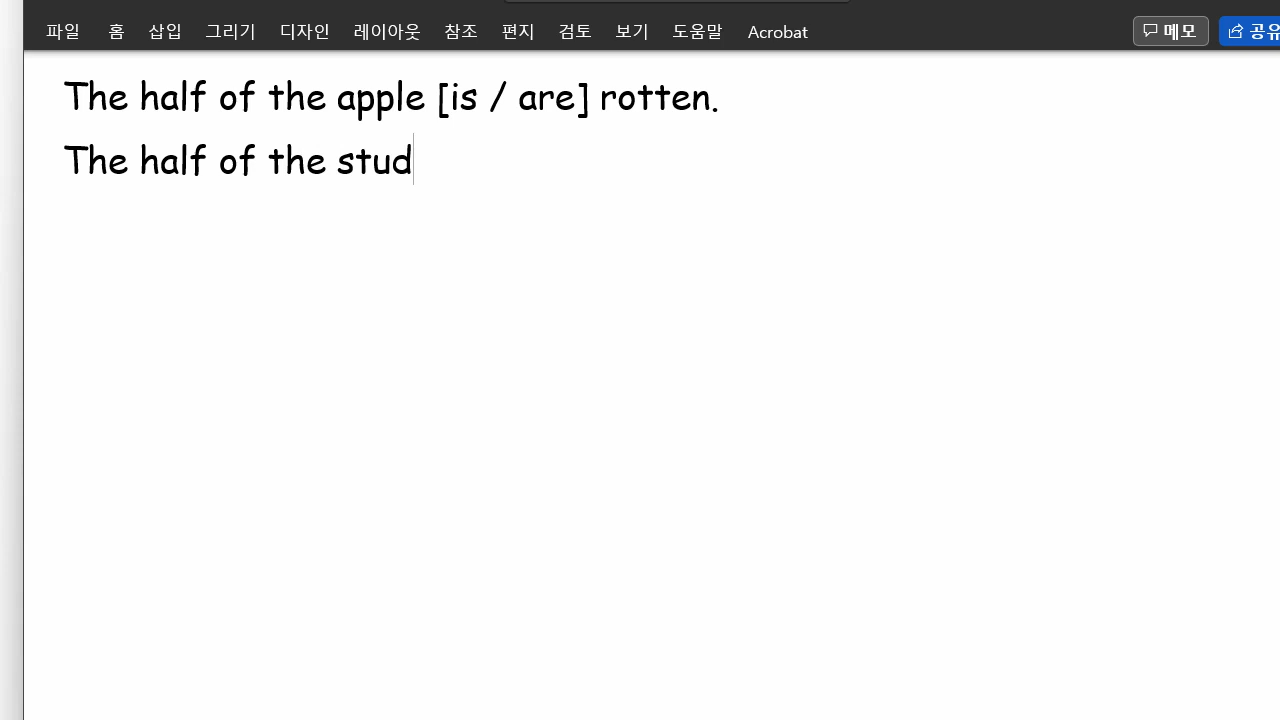 파일 홈 삽입 그리기 디자인 레이아웃 참조 편지 검토 보기 도움말 Acrobat 메모 공유
The half of the apple [is / are] rotten.
The half of the stud